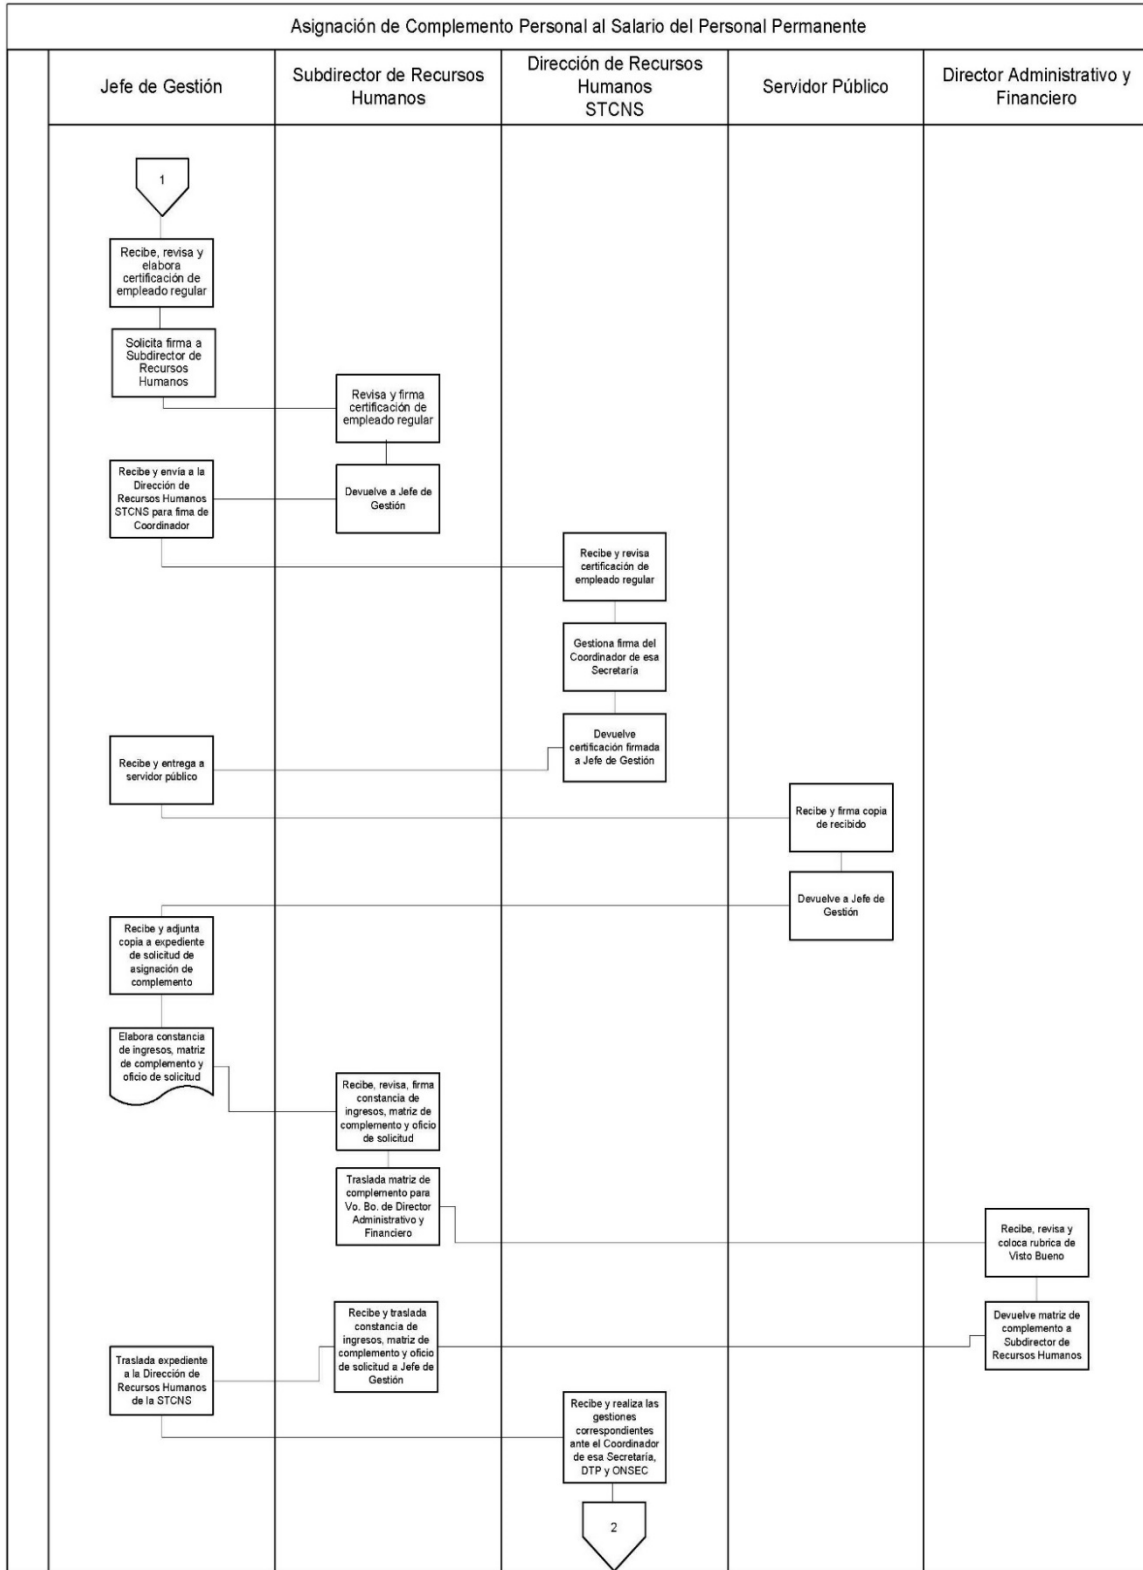 Asignación de Complemento Personal al Salario del Personal Permanente
Jefe de Gestión
Subdirector de Recursos
Humanos
Dirección de Recursos
Humanos
STCNS
Servidor Público
Director Administrativo y
Financiero
1
Recibe, revisa y
elabora
certificación de
empleado regular
Solicita firma a
Subdirector de
Recursos
Humanos
Revisa y firma
certificación de
empleado regular
Devuelve a Jefe de
Gestión
Recibe y envía a la
Dirección de
Recursos Humanos
STCNS para fima de
Coordinador
Recibe y revisa
certificación de
empleado regular
Gestiona firma del
Coordinador de esa
Secretaría
Devuelve
certificación firmada
a Jefe de Gestión
Recibe y entrega a
servidor público
Recibe y firma copia
de recibido
Devuelve a Jefe de
Gestión
Recibe y adjunta
copia a expediente
de solicitud de
asignación de
complemento
Elabora constancia
de ingresos, matriz
de complemento y
oficio de solicitud
Recibe, revisa, firma
constancia de
ingresos, matriz de
complemento y oficio
de solicitud
Traslada matriz de
complemento para
Vo. Bo. de Director
Administrativo y
Financiero
Recibe, revisa y
coloca rubrica de
Visto Bueno
Devuelve matriz de
complemento a
Subdirector de
Recursos Humanos
Recibe y traslada
constancia de
ingresos, matriz de
complemento y oficio
de solicitud a Jefe de
Gestión
Traslada expediente
a la Dirección de
Recursos Humanos
de la STCNS
Recibe y realiza las
gestiones
correspondientes
ante el Coordinador
de esa Secretaría,
DTP y ONSEC
2